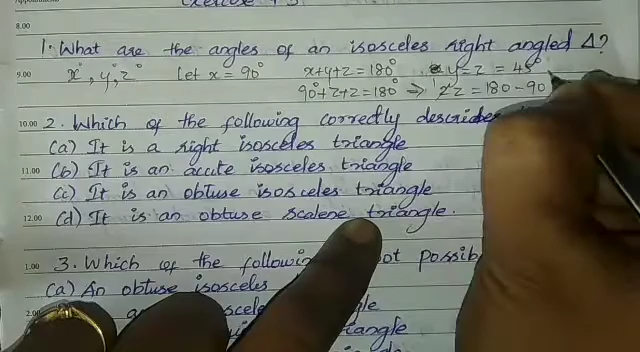 Exercise
8.00
1. What are the angles of an isosceles right angled Δ?
9.00 x°, y°, z° Let x = 90° x+y+z = 180° y = z = 45°
90°+z+z = 180° ⇒ 2z = 180 - 90
10.00 2. Which of the following correctly describes
(a) It is a right isosceles triangle
11.00 (b) It is an acute isosceles triangle
(c) It is an obtuse isosceles triangle
12.00 (d) It is an obtuse scalene triangle.
1.00 3. Which of the following not possib
(a) An obtuse isosceles
2.00